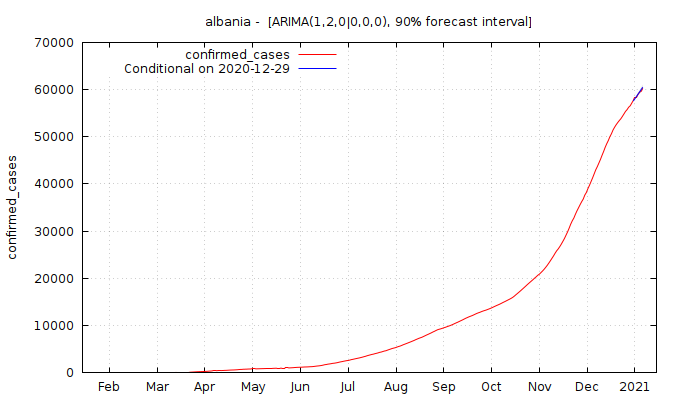 albania -  [ARIMA(1,2,0|0,0,0), 90% forecast interval]
confirmed_cases
Conditional on 2020-12-29
confirmed_cases
70000
60000
50000
40000
30000
20000
10000
0
Feb Mar Apr May Jun Jul Aug Sep Oct Nov Dec 2021